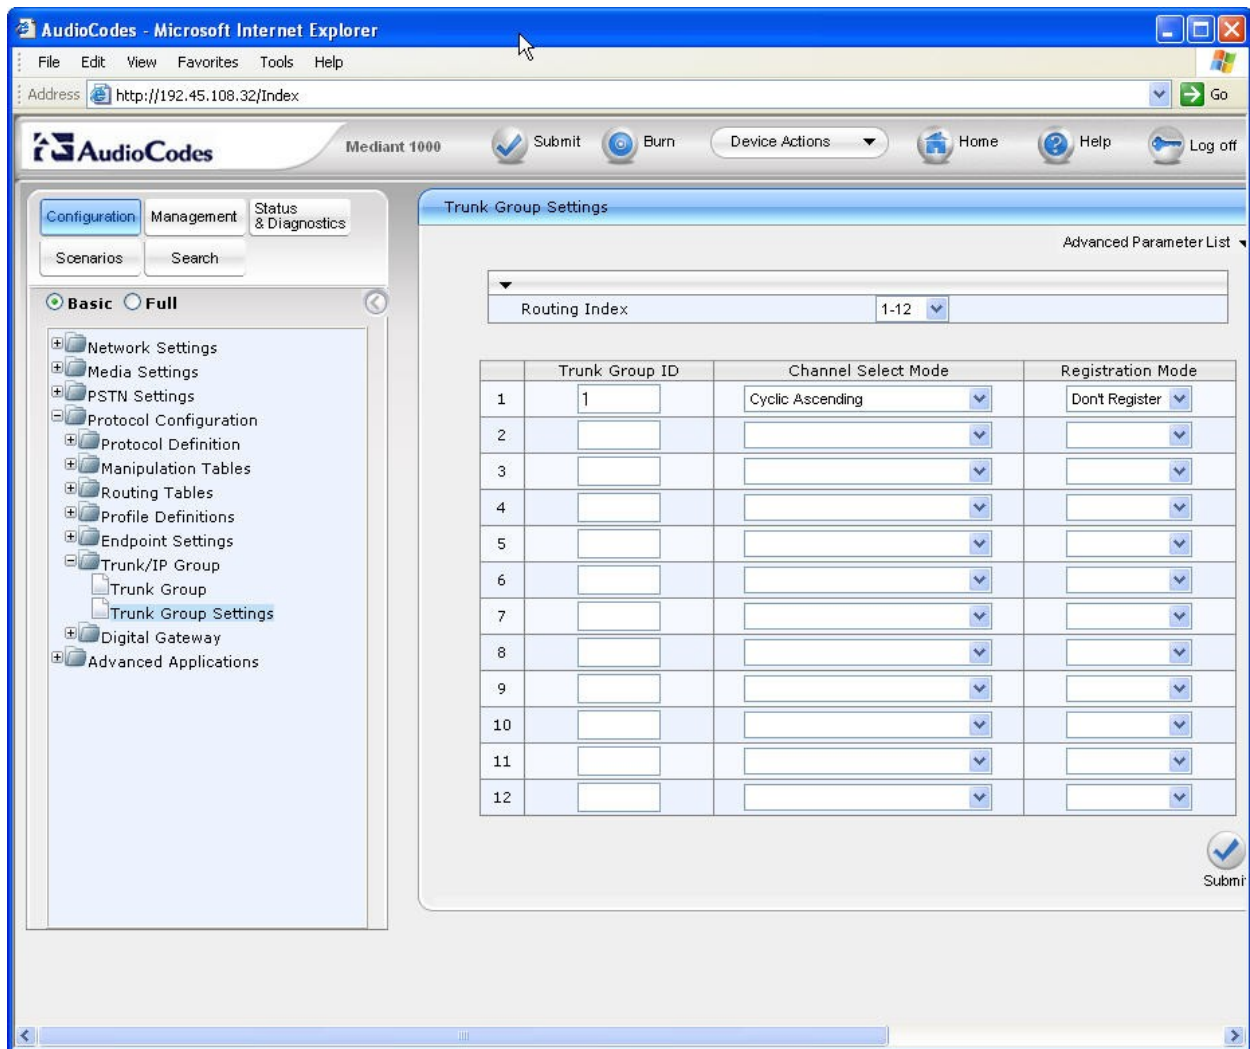 AudioCodes - Microsoft Internet Explorer
File Edit View Favorites Tools Help
Address http://192.45.108.32/Index Go
AudioCodes Mediant 1000 Submit Burn Device Actions Home Help Log off
Configuration Management Status & Diagnostics
Scenarios Search
Basic Full
Network Settings
Media Settings
PSTN Settings
Protocol Configuration
Protocol Definition
Manipulation Tables
Routing Tables
Profile Definitions
Endpoint Settings
Trunk/IP Group
Trunk Group
Trunk Group Settings
Digital Gateway
Advanced Applications
Trunk Group Settings
Advanced Parameter List
Routing Index 1-12
Trunk Group ID Channel Select Mode Registration Mode
1 1 Cyclic Ascending Don't Register
2
3
4
5
6
7
8
9
10
11
12
Submi